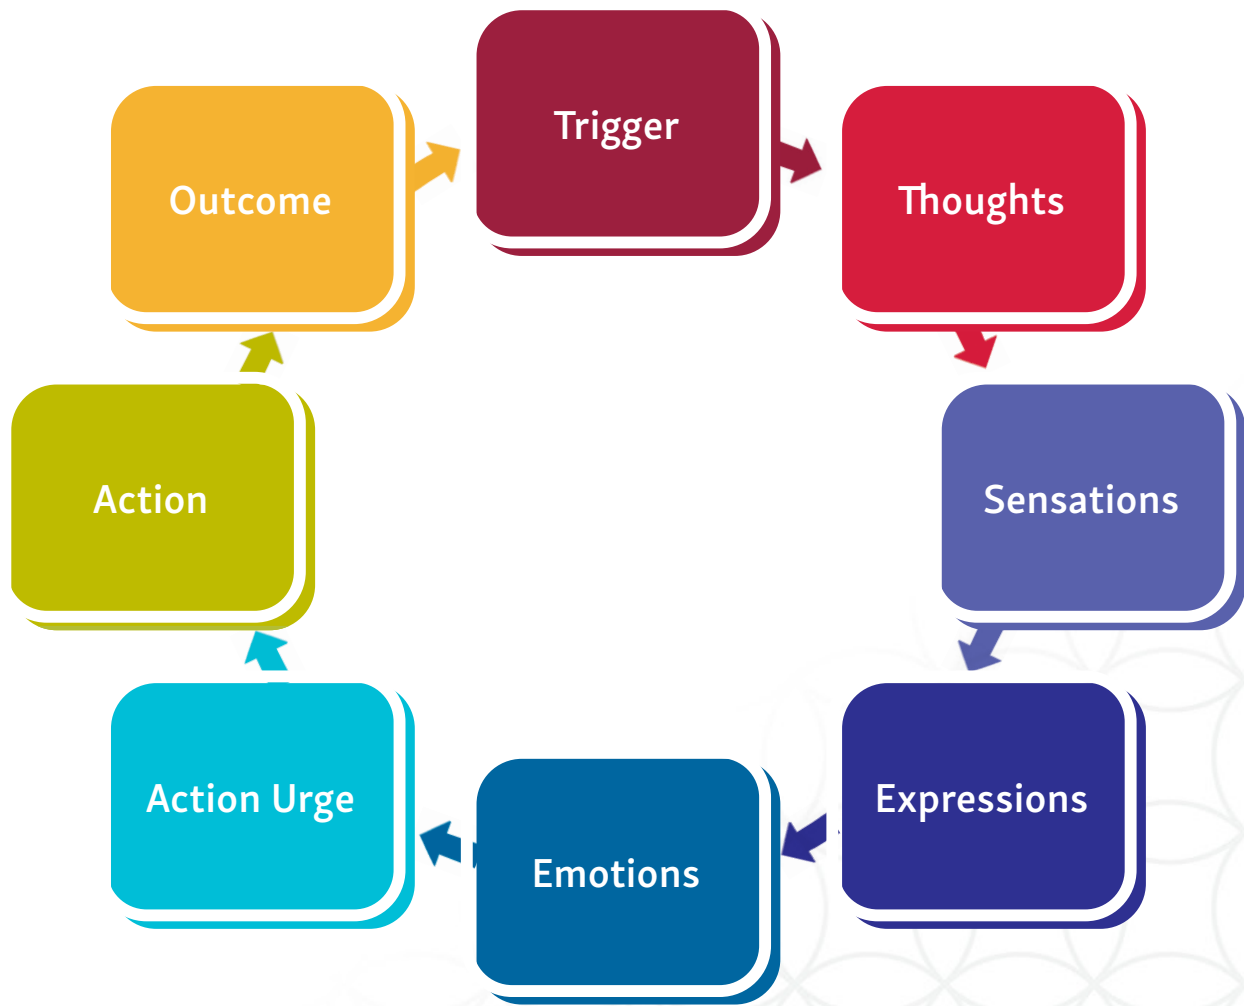 Trigger
Thoughts
Sensations
Expressions
Emotions
Action Urge
Action
Outcome